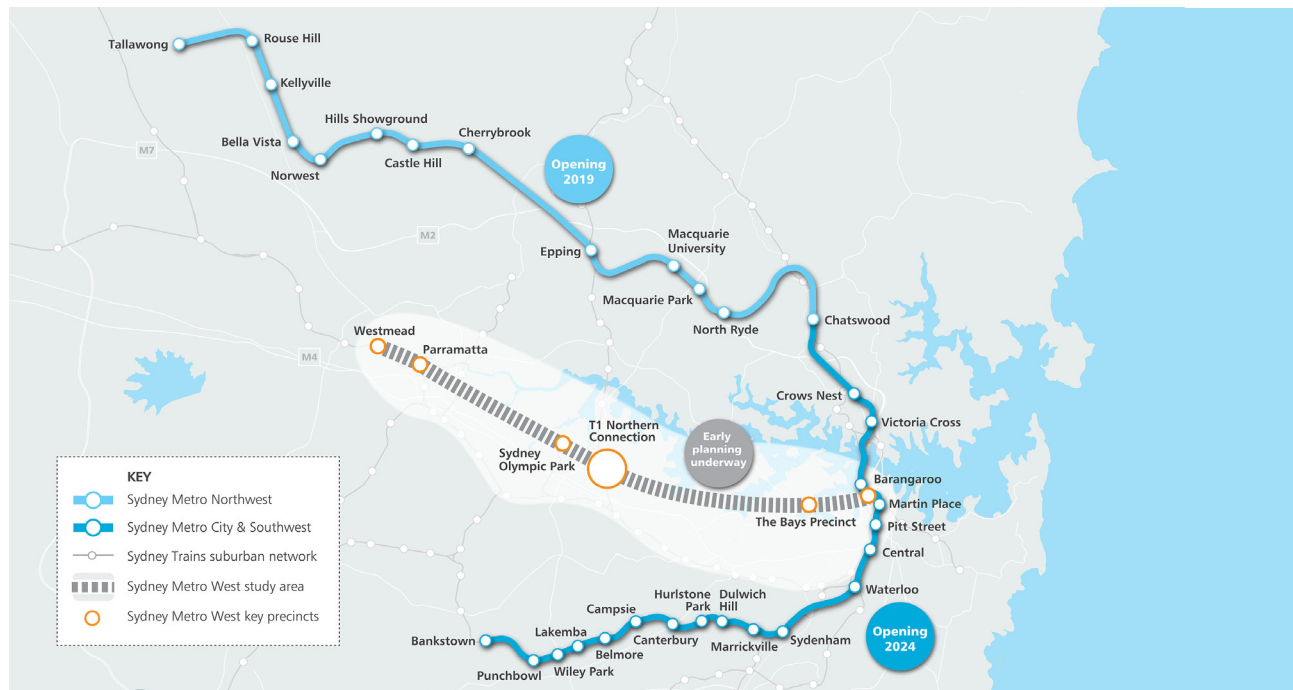 Tallawong
Rouse Hill
Kellyville
Hills Showground
Bella Vista
Cherrybrook
Castle Hill
Norwest
M7
Opening
2019
M2
Epping
Macquarie
University
Macquarie Park
North Ryde
Chatswood
Westmead
Parramatta
M4
Crows Nest
Victoria Cross
T1 Northern
Connection
Sydney
Olympic Park
Early
planning
underway
Barangaroo
Martin Place
The Bays Precinct
Pitt Street
Central
Waterloo
KEY
Sydney Metro Northwest
Sydney Metro City & Southwest
Sydney Trains suburban network
Sydney Metro West study area
Sydney Metro West key precincts
Bankstown
Punchbowl
Wiley Park
Lakemba
Belmore
Campsie
Canterbury
Hurlstone
Park
Dulwich
Hill
Marrickville
Sydenham
Opening
2024